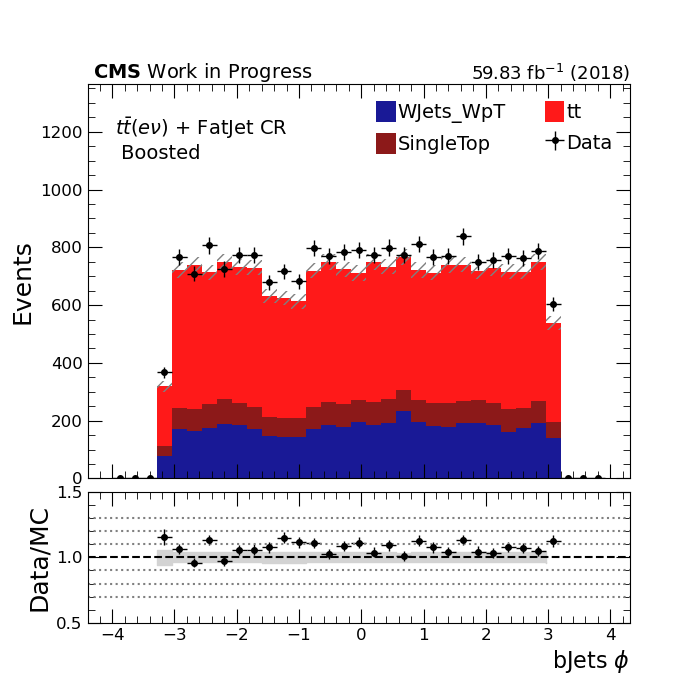 CMS Work in Progress 59.83 fb⁻¹ (2018)
tt̄(eν) + FatJet CR
Boosted
WJets_WpT tt
SingleTop Data
Events
1200
1000
800
600
400
200
0
Data/MC
1.5
1.0
0.5
−4 −3 −2 −1 0 1 2 3 4
bJets ϕ